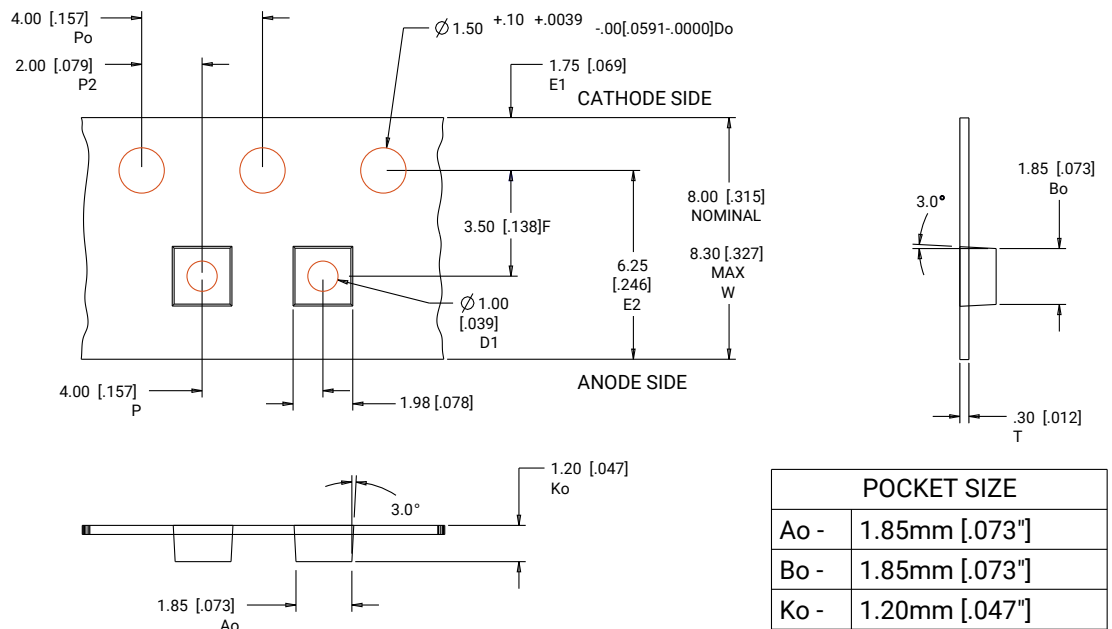 4.00 [.157]
Po
2.00 [.079]
P2
∅1.50 +.10 +.0039 -.00[.0591-.0000]Do
1.75 [.069]
E1
CATHODE SIDE
3.50 [.138]F
8.00 [.315]
NOMINAL
8.30 [.327]
MAX
W
6.25
[.246]
E2
∅1.00
[.039]
D1
4.00 [.157]
P
1.98 [.078]
ANODE SIDE
3.0°
1.85 [.073]
Bo
.30 [.012]
T
1.20 [.047]
Ko
3.0°
1.85 [.073]
Ao
POCKET SIZE
Ao - 1.85mm [.073"]
Bo - 1.85mm [.073"]
Ko - 1.20mm [.047"]